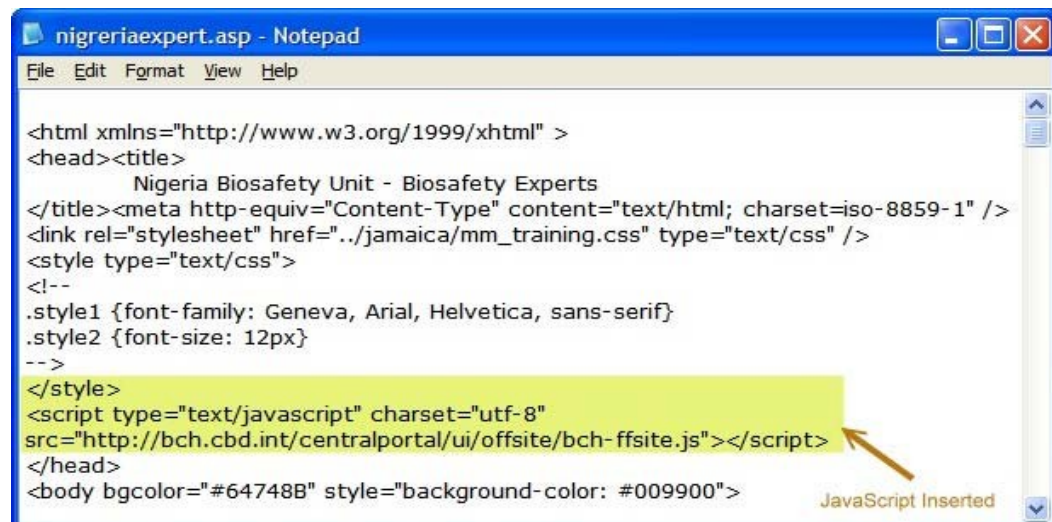 nigreriaexpert.asp - Notepad
File Edit Format View Help
<html xmlns="http://www.w3.org/1999/xhtml" >
<head><title>
Nigeria Biosafety Unit - Biosafety Experts
</title><meta http-equiv="Content-Type" content="text/html; charset=iso-8859-1" />
<link rel="stylesheet" href="../jamaica/mm_training.css" type="text/css" />
<style type="text/css">
<!--
.style1 {font-family: Geneva, Arial, Helvetica, sans-serif}
.style2 {font-size: 12px}
-->
</style>
<script type="text/javascript" charset="utf-8"
src="http://bch.cbd.int/centralportal/ui/offsite/bch-ffsite.js"></script>
</head>
<body bgcolor="#64748B" style="background-color: #009900">
JavaScript Inserted